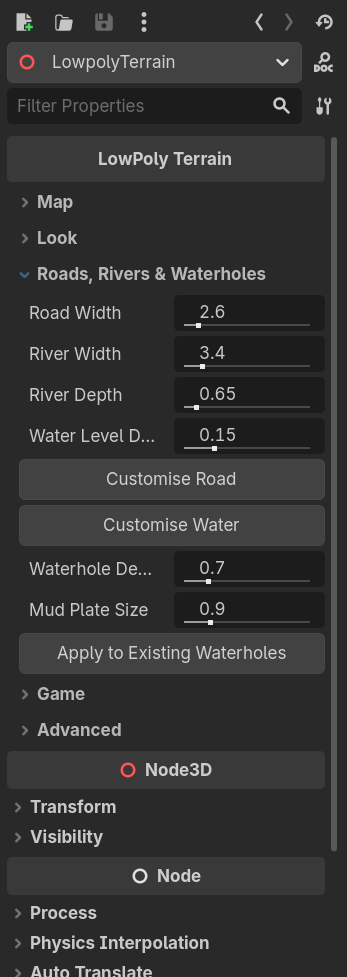 LowpolyTerrain
DOC
Filter Properties
LowPoly Terrain
Map
Look
Roads, Rivers & Waterholes
Road Width 2.6
River Width 3.4
River Depth 0.65
Water Level D... 0.15
Customise Road
Customise Water
Waterhole De... 0.7
Mud Plate Size 0.9
Apply to Existing Waterholes
Game
Advanced
Node3D
Transform
Visibility
Node
Process
Physics Interpolation
Auto Translate